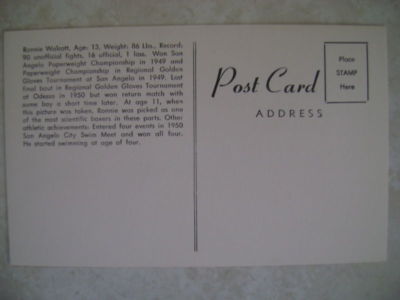 Ronnie Walcott, Age: 13, Weight: 86 Lbs., Record:
90 unofficial fights, 16 official, 1 loss. Won San
Angelo Paperweight Championship in 1949 and
Paperweight Championship in Regional Golden
Gloves Tournament at San Angelo in 1949. Lost
final bout in Regional Golden Gloves Tournament
at Odessa in 1950 but won return match with
same boy a short time later. At age 11, when
this picture was taken, Ronnie was picked as one
of the most scientific boxers in these parts. Other
athletic achievements: Entered four events in 1950
San Angelo City Swim Meet and won all four.
He started swimming at age of four.
Post Card
ADDRESS
Place
STAMP
Here